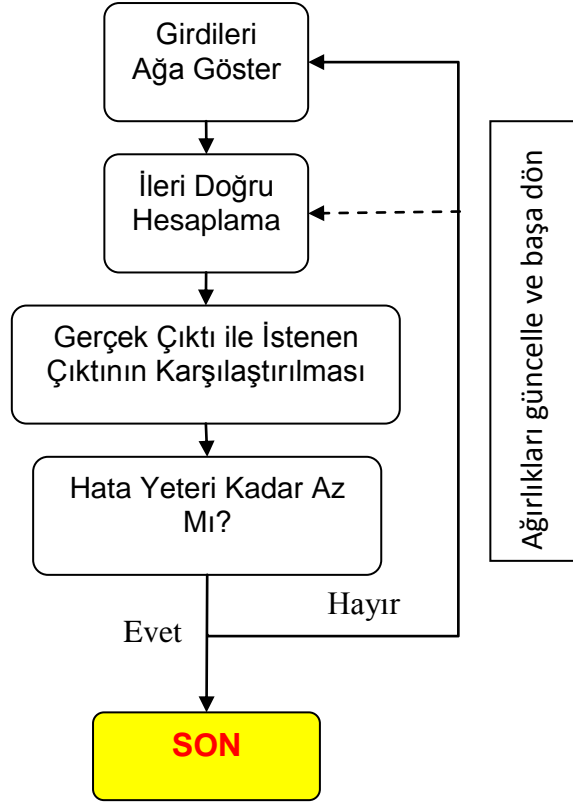 Girdileri
Ağa Göster
İleri Doğru
Hesaplama
Gerçek Çıktı ile İstenen
Çıktının Karşılaştırılması
Hata Yeteri Kadar Az
Mı?
Hayır
Evet
SON
Ağırlıkları güncelle ve başa dön